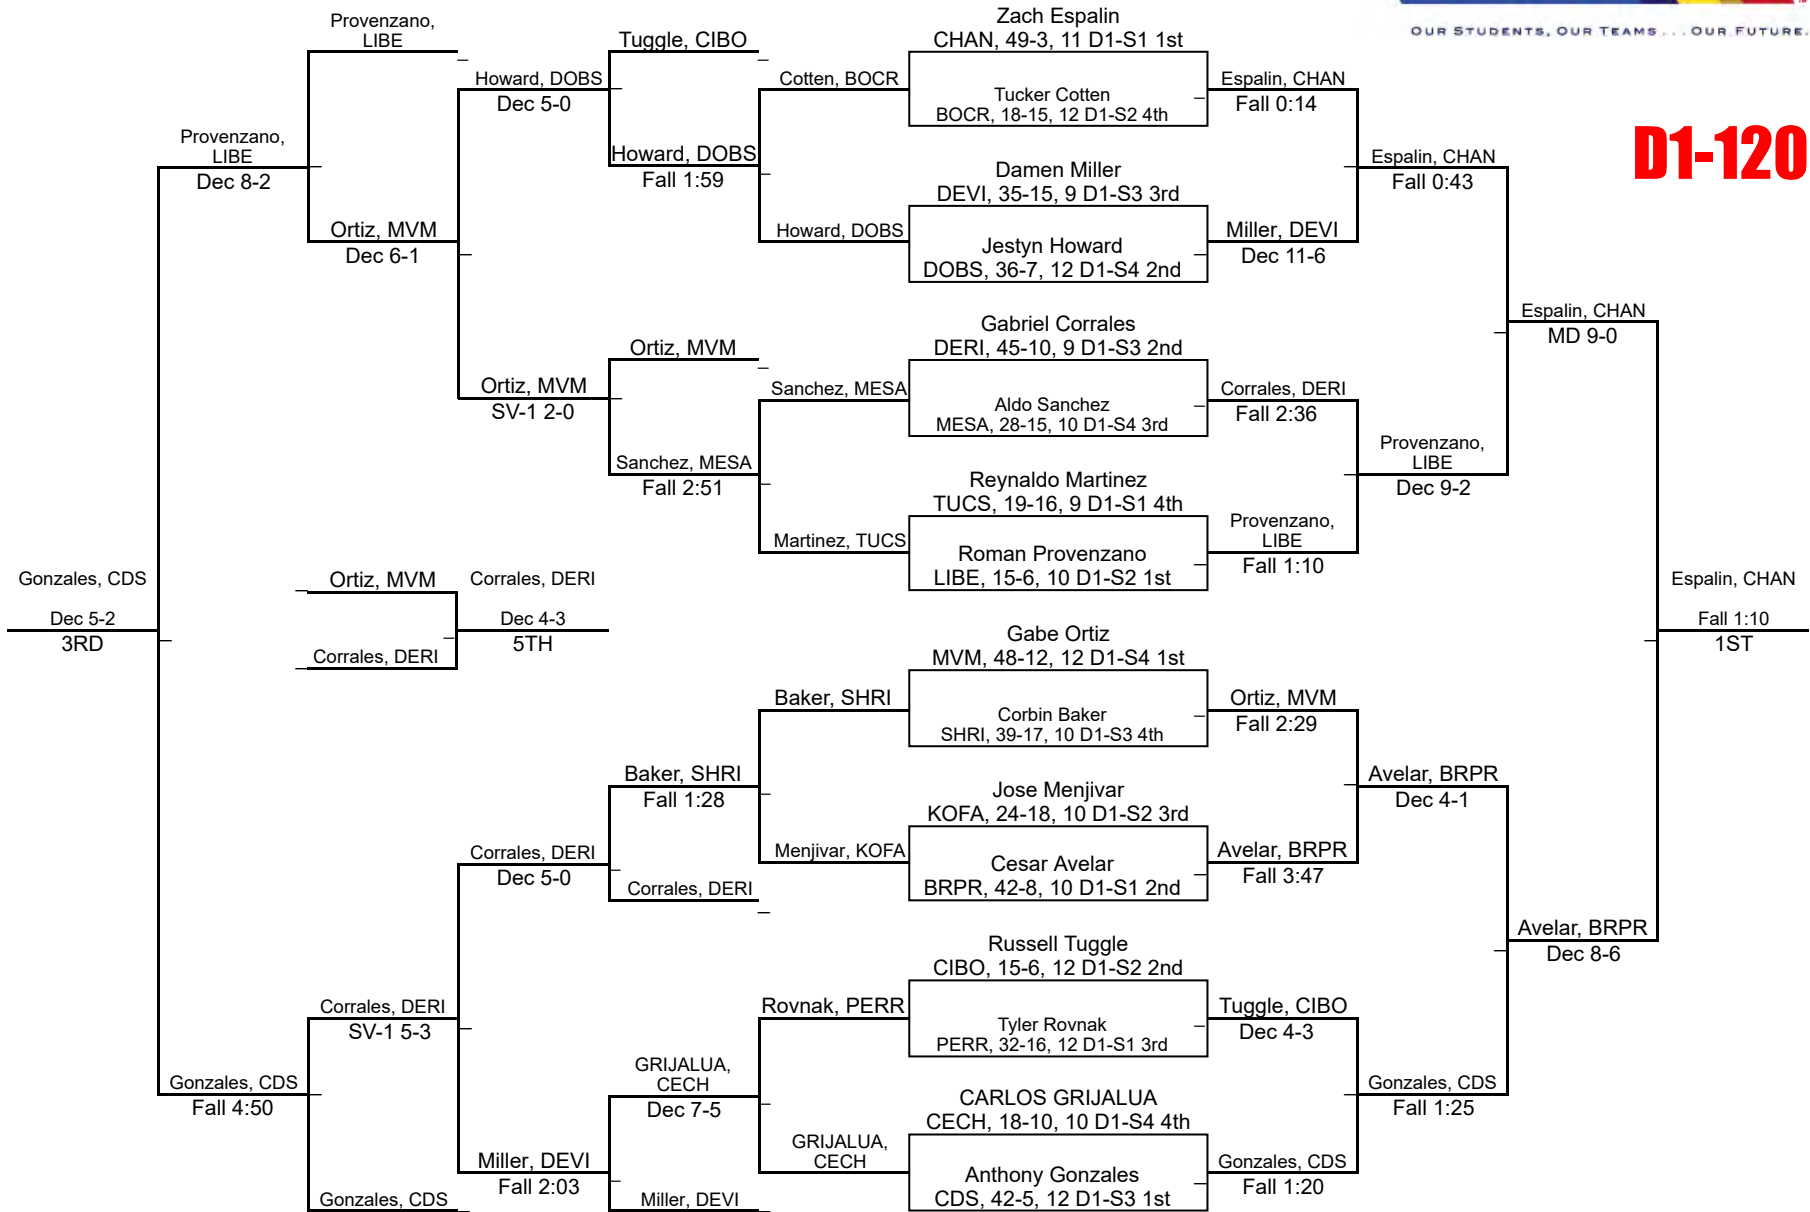 OUR STUDENTS, OUR TEAMS . . . OUR FUTURE.
D1-120
Gonzales, CDS
Dec 5-2
3RD
Provenzano,
LIBE
Dec 8-2
Gonzales, CDS
Fall 4:50
Provenzano,
LIBE
Ortiz, MVM
Dec 6-1
Ortiz, MVM
Corrales, DERI
Corrales, DERI
Dec 4-3
5TH
Corrales, DERI
SV-1 5-3
Gonzales, CDS
Howard, DOBS
Dec 5-0
Ortiz, MVM
SV-1 2-0
Corrales, DERI
Dec 5-0
Miller, DEVI
Fall 2:03
Tuggle, CIBO
Howard, DOBS
Fall 1:59
Ortiz, MVM
Sanchez, MESA
Fall 2:51
Baker, SHRI
Fall 1:28
Corrales, DERI
GRIJALUA,
CECH
Dec 7-5
Miller, DEVI
Cotten, BOCR
Howard, DOBS
Sanchez, MESA
Martinez, TUCS
Baker, SHRI
Menjivar, KOFA
Rovnak, PERR
GRIJALUA,
CECH
Zach Espalin
CHAN, 49-3, 11 D1-S1 1st
Tucker Cotten
BOCR, 18-15, 12 D1-S2 4th
Damen Miller
DEVI, 35-15, 9 D1-S3 3rd
Jestyn Howard
DOBS, 36-7, 12 D1-S4 2nd
Gabriel Corrales
DERI, 45-10, 9 D1-S3 2nd
Aldo Sanchez
MESA, 28-15, 10 D1-S4 3rd
Reynaldo Martinez
TUCS, 19-16, 9 D1-S1 4th
Roman Provenzano
LIBE, 15-6, 10 D1-S2 1st
Gabe Ortiz
MVM, 48-12, 12 D1-S4 1st
Corbin Baker
SHRI, 39-17, 10 D1-S3 4th
Jose Menjivar
KOFA, 24-18, 10 D1-S2 3rd
Cesar Avelar
BRPR, 42-8, 10 D1-S1 2nd
Russell Tuggle
CIBO, 15-6, 12 D1-S2 2nd
Tyler Rovnak
PERR, 32-16, 12 D1-S1 3rd
CARLOS GRIJALUA
CECH, 18-10, 10 D1-S4 4th
Anthony Gonzales
CDS, 42-5, 12 D1-S3 1st
Espalin, CHAN
Fall 0:14
Miller, DEVI
Dec 11-6
Corrales, DERI
Fall 2:36
Provenzano,
LIBE
Fall 1:10
Ortiz, MVM
Fall 2:29
Avelar, BRPR
Fall 3:47
Tuggle, CIBO
Dec 4-3
Gonzales, CDS
Fall 1:20
Espalin, CHAN
Fall 0:43
Provenzano,
LIBE
Dec 9-2
Avelar, BRPR
Dec 4-1
Gonzales, CDS
Fall 1:25
Espalin, CHAN
MD 9-0
Avelar, BRPR
Dec 8-6
Espalin, CHAN
Fall 1:10
1ST